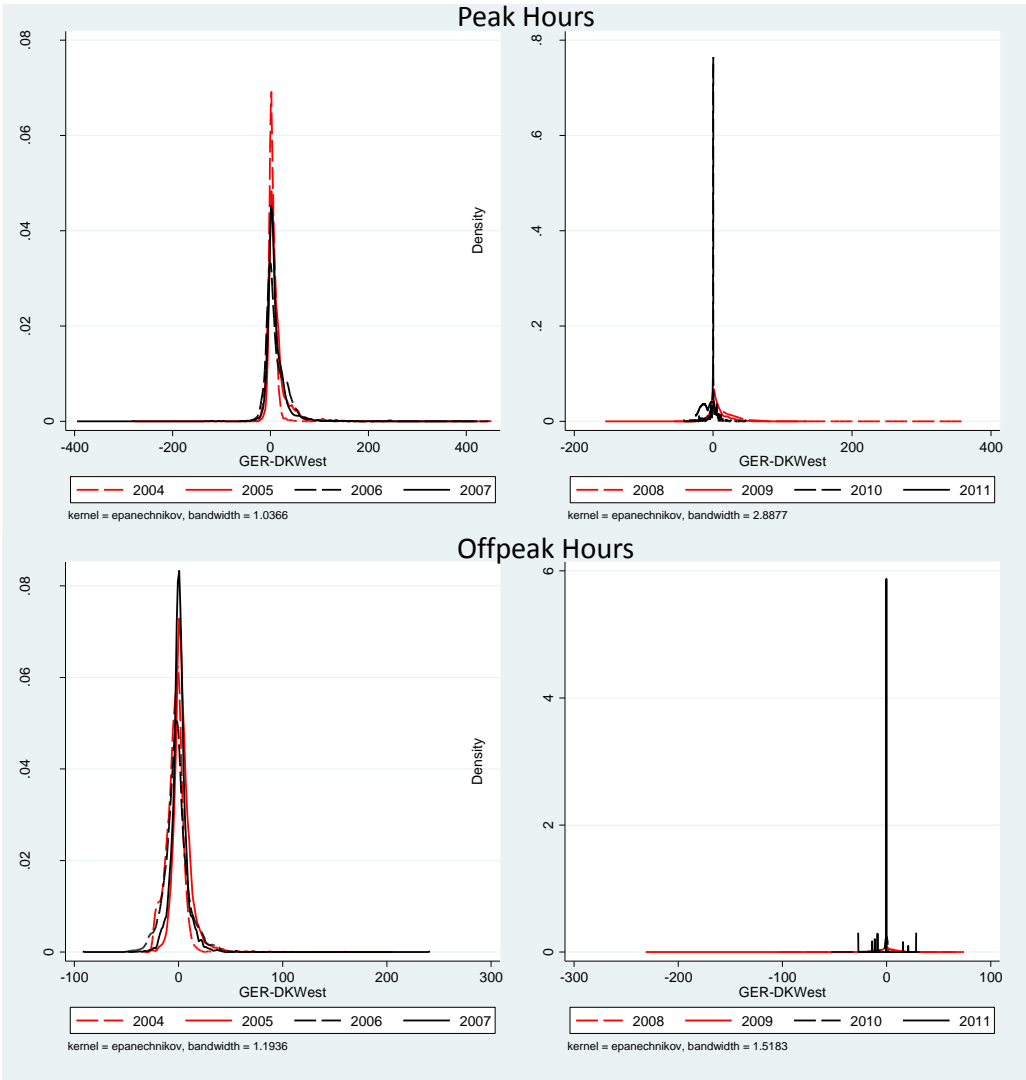 Peak Hours
.08
.06
.04
.02
0
-400 -200 0 200 400
GER-DKWest
2004 2005 2006 2007
kernel = epanechnikov, bandwidth = 1.0366
Density
.8
.6
.4
.2
0
-200 0 200 400
GER-DKWest
2008 2009 2010 2011
kernel = epanechnikov, bandwidth = 2.8877
Offpeak Hours
.08
.06
.04
.02
0
-100 0 100 200 300
GER-DKWest
2004 2005 2006 2007
kernel = epanechnikov, bandwidth = 1.1936
Density
6
4
2
0
-300 -200 -100 0 100
GER-DKWest
2008 2009 2010 2011
kernel = epanechnikov, bandwidth = 1.5183